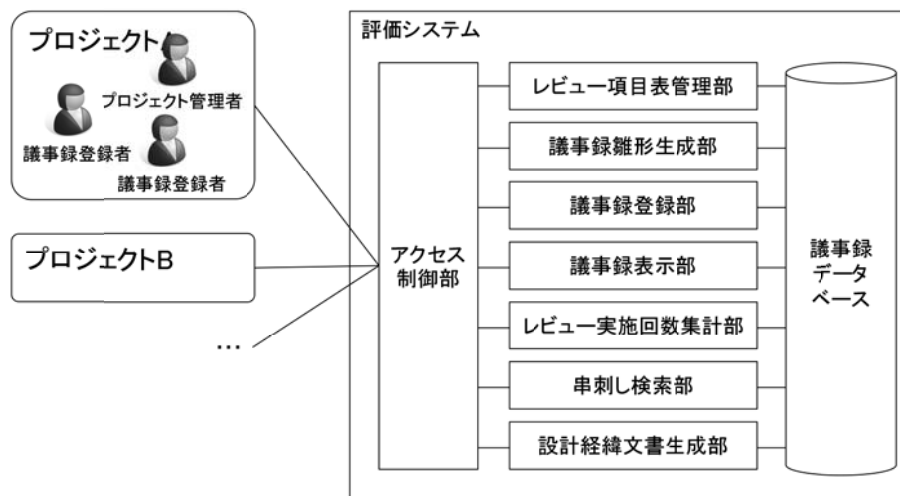 プロジェクト
プロジェクト管理者
議事録登録者
議事録登録者
プロジェクトB
…
評価システム
アクセス
制御部
レビュー項目表管理部
議事録雛形生成部
議事録登録部
議事録表示部
レビュー実施回数集計部
串刺し検索部
設計経緯文書生成部
議事録
データ
ベース